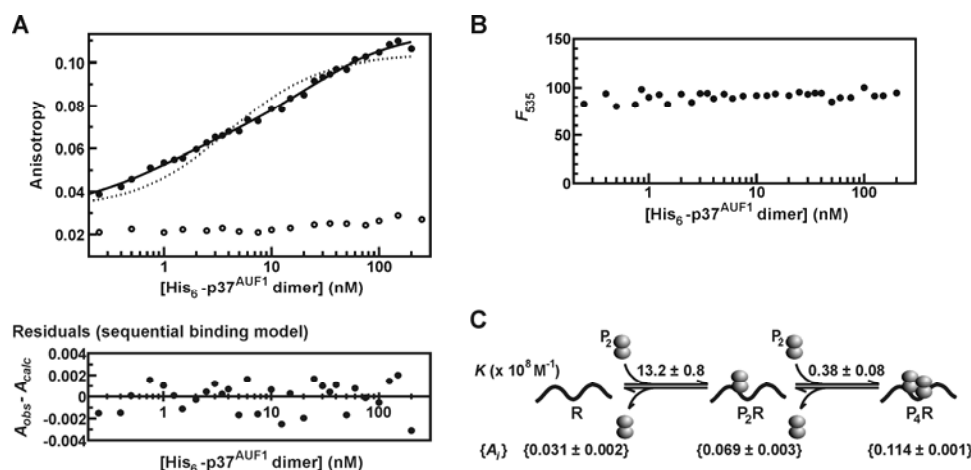 A
0.10
0.08
0.06
0.04
0.02
Anisotropy
1 10 100
[His6-p37AUF1 dimer] (nM)
Residuals (sequential binding model)
0.004
0.002
0
-0.002
-0.004
Aobs - Acalc
1 10 100
[His6-p37AUF1 dimer] (nM)
B
150
100
50
0
F535
1 10 100
[His6-p37AUF1 dimer] (nM)
C
P2 P2
K (x 10^8 M^-1) 13.2 ± 0.8 0.38 ± 0.08
R P2R P4R
{Ai} {0.031 ± 0.002} {0.069 ± 0.003} {0.114 ± 0.001}